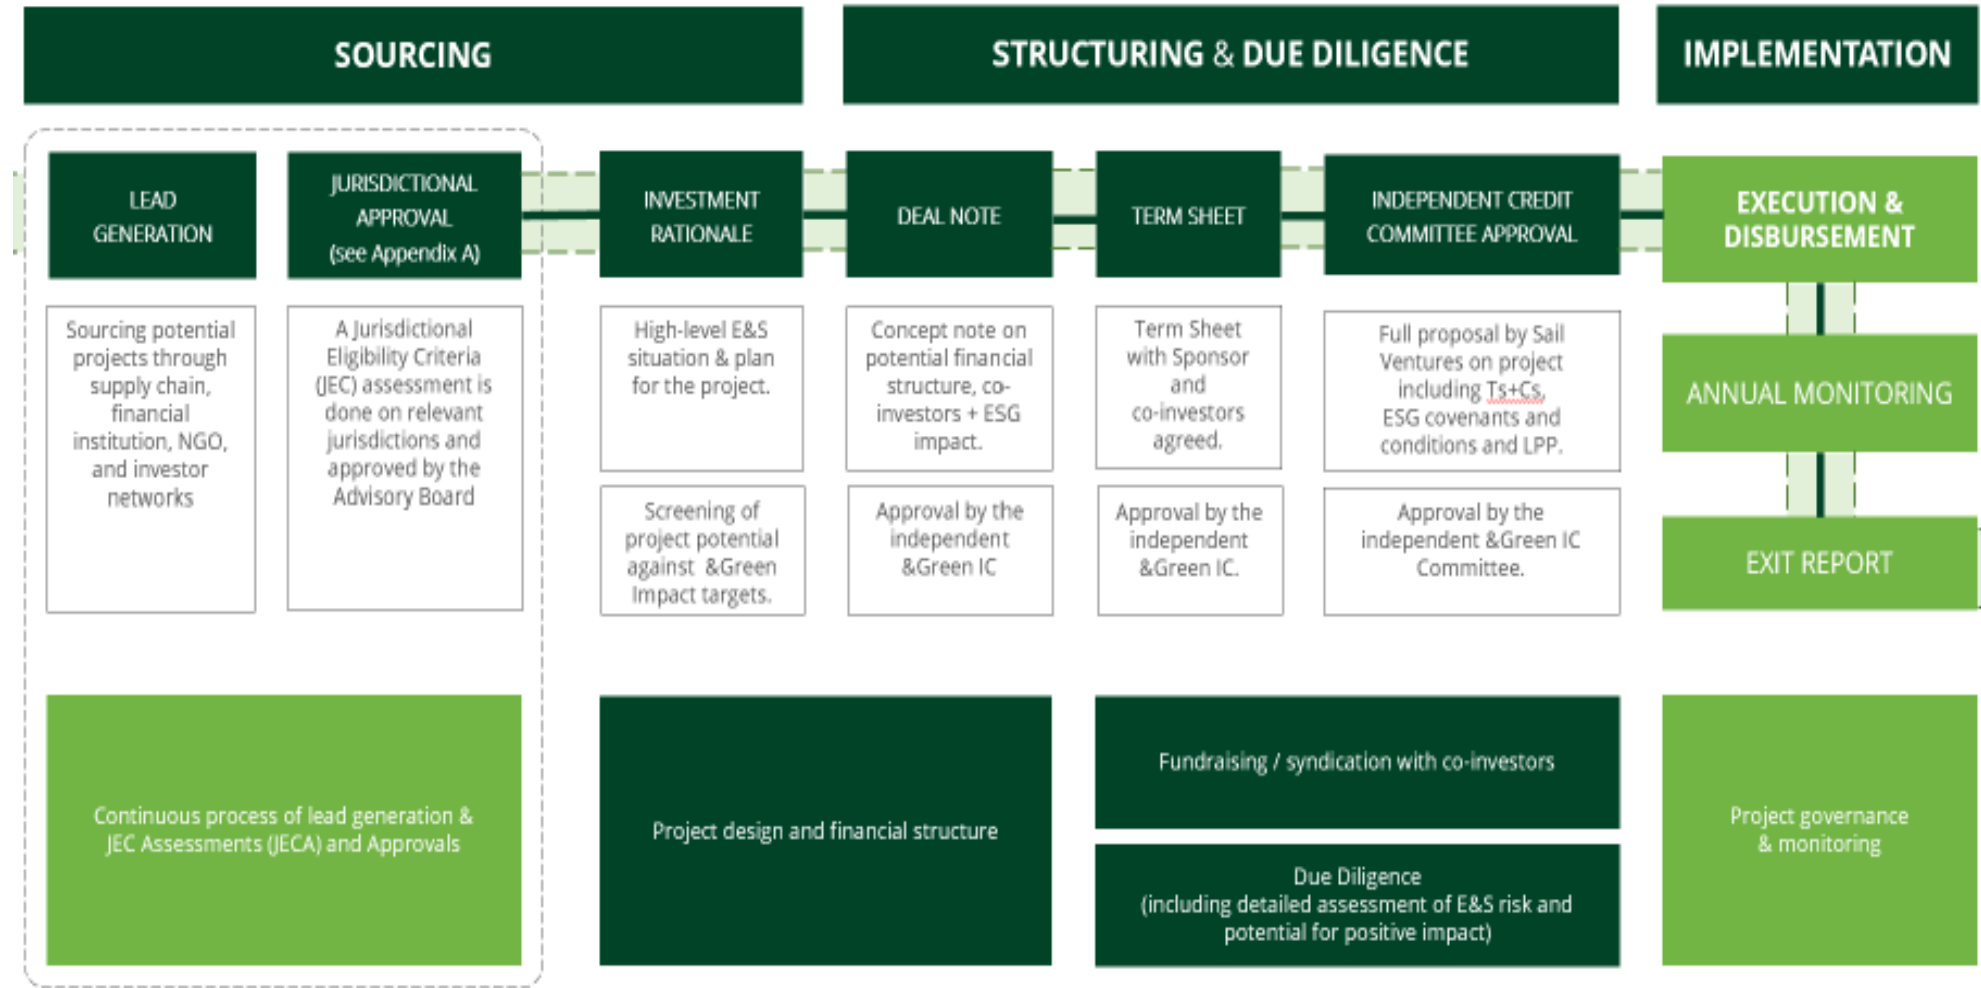 SOURCING
STRUCTURING & DUE DILIGENCE
IMPLEMENTATION
LEAD
GENERATION
JURISDICTIONAL
APPROVAL
(see Appendix A)
INVESTMENT
RATIONALE
DEAL NOTE
TERM SHEET
INDEPENDENT CREDIT
COMMITTEE APPROVAL
EXECUTION &
DISBURSEMENT
Sourcing potential
projects through
supply chain,
financial
institution, NGO,
and investor
networks
A Jurisdictional
Eligibility Criteria
(JEC) assessment is
done on relevant
jurisdictions and
approved by the
Advisory Board
High-level E&S
situation & plan
for the project.
Screening of
project potential
against &Green
Impact targets.
Concept note on
potential financial
structure, co-
investors + ESG
impact.
Approval by the
independent
&Green IC
Term Sheet
with Sponsor
and
co-investors
agreed.
Approval by the
independent
&Green IC.
Full proposal by Sail
Ventures on project
including Ts+Cs,
ESG covenants and
conditions and LPP.
Approval by the
independent &Green IC
Committee.
ANNUAL MONITORING
EXIT REPORT
Continuous process of lead generation &
JEC Assessments (JECA) and Approvals
Project design and financial structure
Fundraising / syndication with co-investors
Due Diligence
(including detailed assessment of E&S risk and
potential for positive impact)
Project governance
& monitoring